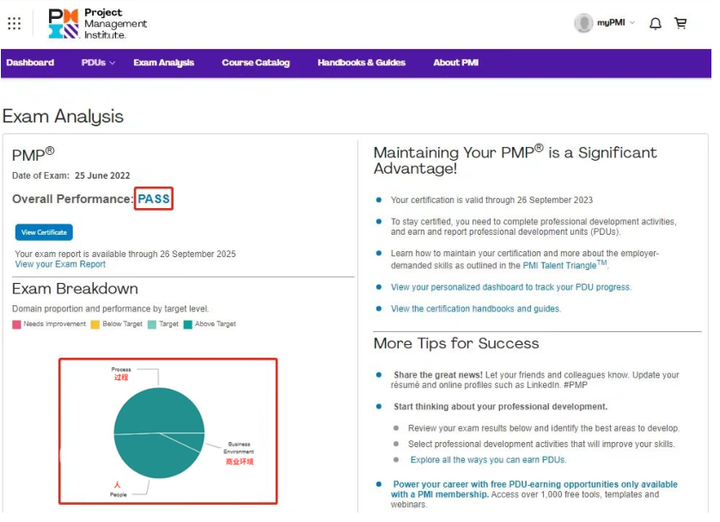 Project
Management
Institute.
myPMI
Dashboard
PDUs
Exam Analysis
Course Catalog
Handbooks & Guides
About PMI
Exam Analysis
PMP®
Date of Exam: 25 June 2022
Overall Performance: PASS
View Certificate
Your exam report is available through 26 September 2025
View your Exam Report
Exam Breakdown
Domain proportion and performance by target level.
Needs Improvement
Below Target
Target
Above Target
Process
过程
Business
Environment
商业环境
人
People
Maintaining Your PMP® is a Significant
Advantage!
Your certification is valid through 26 September 2023
To stay certified, you need to complete professional development activities,
and earn and report professional development units (PDUs).
Learn how to maintain your certification and more about the employer-
demanded skills as outlined in the PMI Talent Triangle™.
View your personalized dashboard to track your PDU progress.
View the certification handbooks and guides.
More Tips for Success
Share the great news! Let your friends and colleagues know. Update your
résumé and online profiles such as LinkedIn. #PMP
Start thinking about your professional development.
Review your exam results below and identify the best areas to develop.
Select professional development activities that will improve your skills.
Explore all the ways you can earn PDUs.
Power your career with free PDU-earning opportunities only available
with a PMI membership. Access over 1,000 free tools, templates and
webinars.